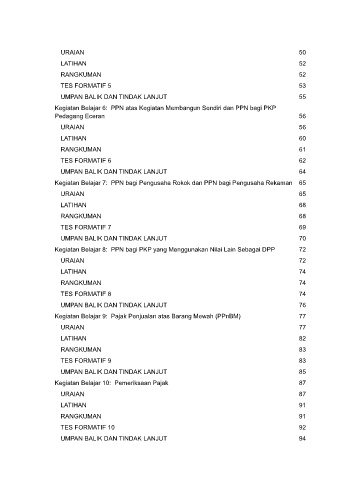 URAIAN 50
LATIHAN 52
RANGKUMAN 52
TES FORMATIF 5 53
UMPAN BALIK DAN TINDAK LANJUT 55
Kegiatan Belajar 6: PPN atas Kegiatan Membangun Sendiri dan PPN bagi PKP
Pedagang Eceran 56
URAIAN 56
LATIHAN 60
RANGKUMAN 61
TES FORMATIF 6 62
UMPAN BALIK DAN TINDAK LANJUT 64
Kegiatan Belajar 7: PPN bagi Pengusaha Rokok dan PPN bagi Pengusaha Rekaman 65
URAIAN 65
LATIHAN 68
RANGKUMAN 68
TES FORMATIF 7 69
UMPAN BALIK DAN TINDAK LANJUT 70
Kegiatan Belajar 8: PPN bagi PKP yang Menggunakan Nilai Lain Sebagai DPP 72
URAIAN 72
LATIHAN 74
RANGKUMAN 74
TES FORMATIF 8 74
UMPAN BALIK DAN TINDAK LANJUT 76
Kegiatan Belajar 9: Pajak Penjualan atas Barang Mewah (PPnBM) 77
URAIAN 77
LATIHAN 82
RANGKUMAN 83
TES FORMATIF 9 83
UMPAN BALIK DAN TINDAK LANJUT 85
Kegiatan Belajar 10: Pemeriksaan Pajak 87
URAIAN 87
LATIHAN 91
RANGKUMAN 91
TES FORMATIF 10 92
UMPAN BALIK DAN TINDAK LANJUT 94